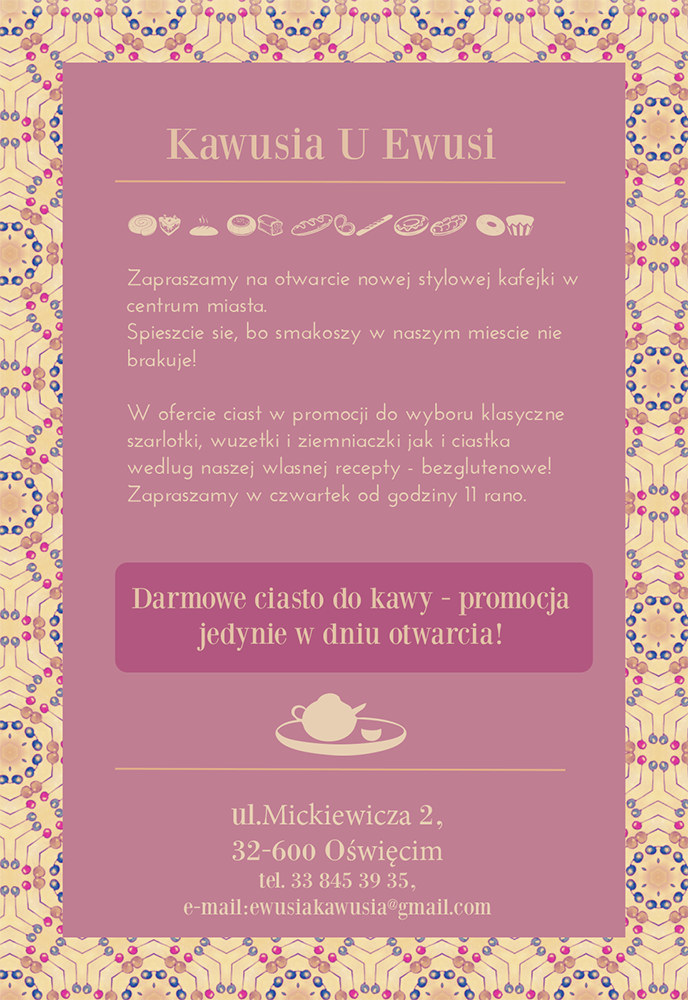 Kawusia U Ewusi
Zapraszamy na otwarcie nowej stylowej kafejki w
centrum miasta.
Spieszcie sie, bo smakoszy w naszym miescie nie
brakuje!
W ofercie ciast w promocji do wyboru klasyczne
szarlotki, wuzetki i ziemniaczki jak i ciastka
wedlug naszej wlasnej recepty - bezglutenowe!
Zapraszamy w czwartek od godziny 11 rano.
Darmowe ciasto do kawy - promocja
jedynie w dniu otwarcia!
ul.Mickiewicza 2,
32-600 Oświęcim
tel. 33 845 39 35,
e-mail:ewusiakawusia@gmail.com